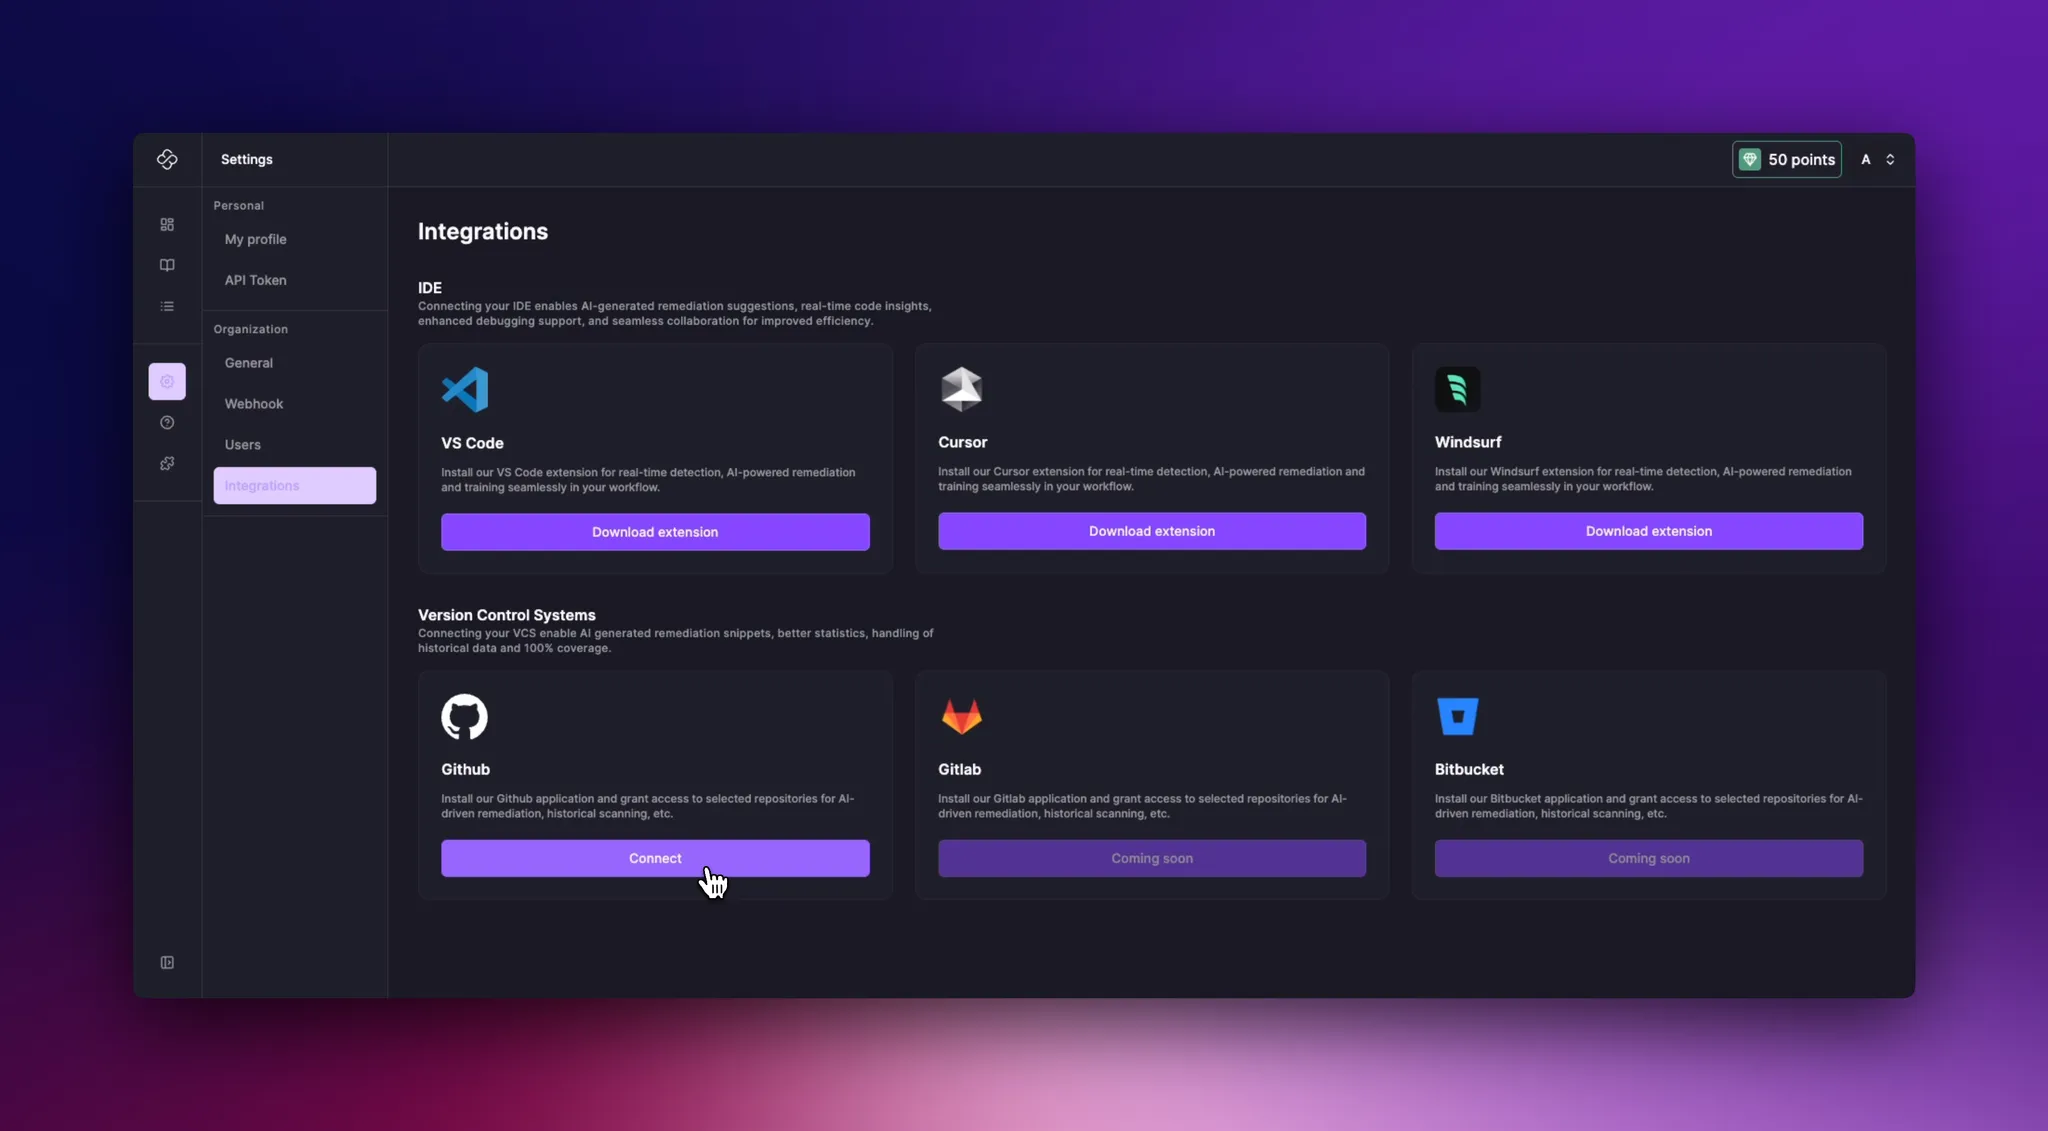 Settings
50 points
A
Personal
My profile
API Token
Organization
General
Webhook
Users
Integrations
Integrations
IDE
Connecting your IDE enables AI-generated remediation suggestions, real-time code insights,
enhanced debugging support, and seamless collaboration for improved efficiency.
VS Code
Install our VS Code extension for real-time detection, AI-powered remediation
and training seamlessly in your workflow.
Download extension
Cursor
Install our Cursor extension for real-time detection, AI-powered remediation and
training seamlessly in your workflow.
Download extension
Windsurf
Install our Windsurf extension for real-time detection, AI-powered remediation
and training seamlessly in your workflow.
Download extension
Version Control Systems
Connecting your VCS enable AI generated remediation snippets, better statistics, handling of
historical data and 100% coverage.
Github
Install our Github application and grant access to selected repositories for AI-
driven remediation, historical scanning, etc.
Connect
Gitlab
Install our Gitlab application and grant access to selected repositories for AI-
driven remediation, historical scanning, etc.
Coming soon
Bitbucket
Install our Bitbucket application and grant access to selected repositories for AI-
driven remediation, historical scanning, etc.
Coming soon